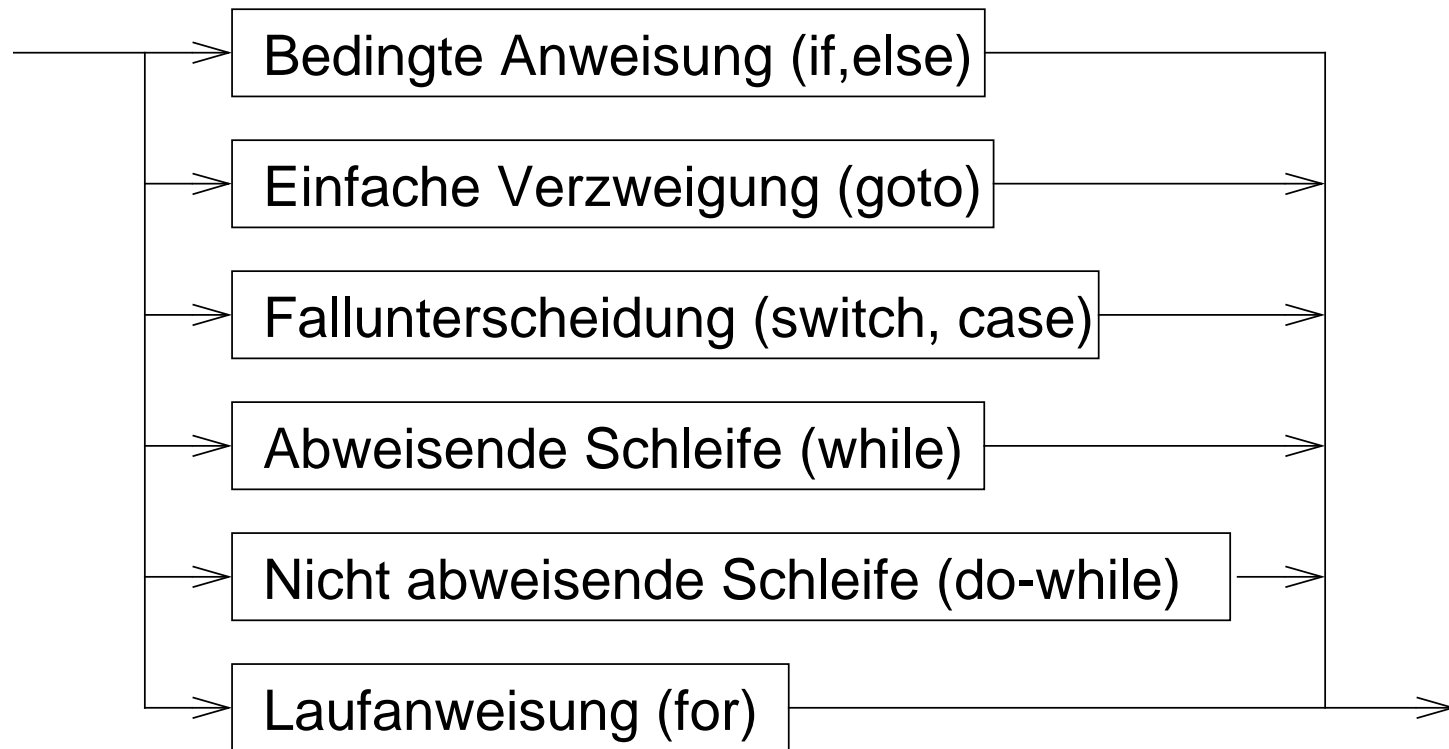 Bedingte Anweisung (if,else)
Einfache Verzweigung (goto)
Fallunterscheidung (switch, case)
Abweisende Schleife (while)
Nicht abweisende Schleife (do-while)
Laufanweisung (for)